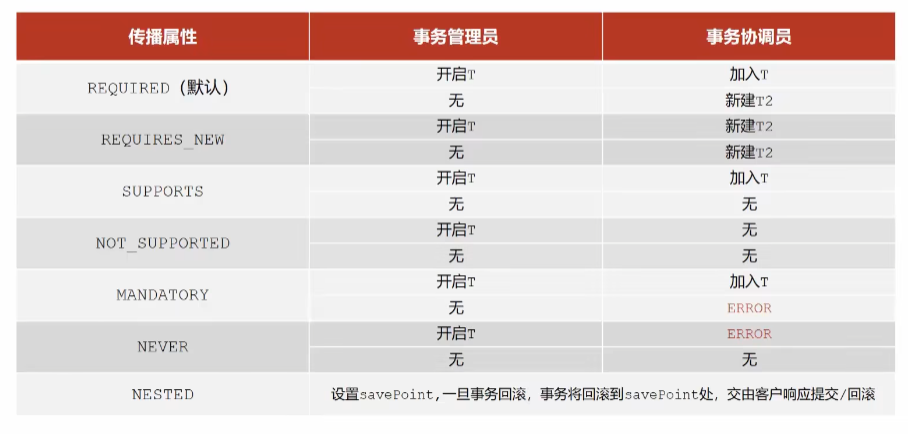 传播属性 事务管理员 事务协调员
REQUIRED（默认） 开启T 加入T
无 新建T2
REQUIRES_NEW 开启T 新建T2
无 新建T2
SUPPORTS 开启T 加入T
无 无
NOT_SUPPORTED 开启T 无
无 无
MANDATORY 开启T 加入T
无 ERROR
NEVER 开启T ERROR
无 无
NESTED 设置savePoint,一旦事务回滚，事务将回滚到savePoint处，交由客户响应提交/回滚